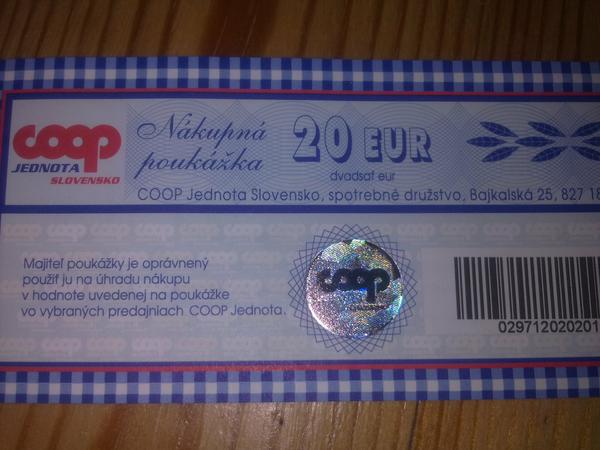 coop
JEDNOTA
SLOVENSKO
Nákupná
poukážka
20 EUR
dvadsať eur
COOP Jednota Slovensko, spotrebné družstvo, Bajkalská 25, 827 18
Majiteľ poukážky je oprávnený
použiť ju na úhradu nákupu
v hodnote uvedenej na poukážke
vo vybraných predajniach COOP Jednota.
coop
029712020201